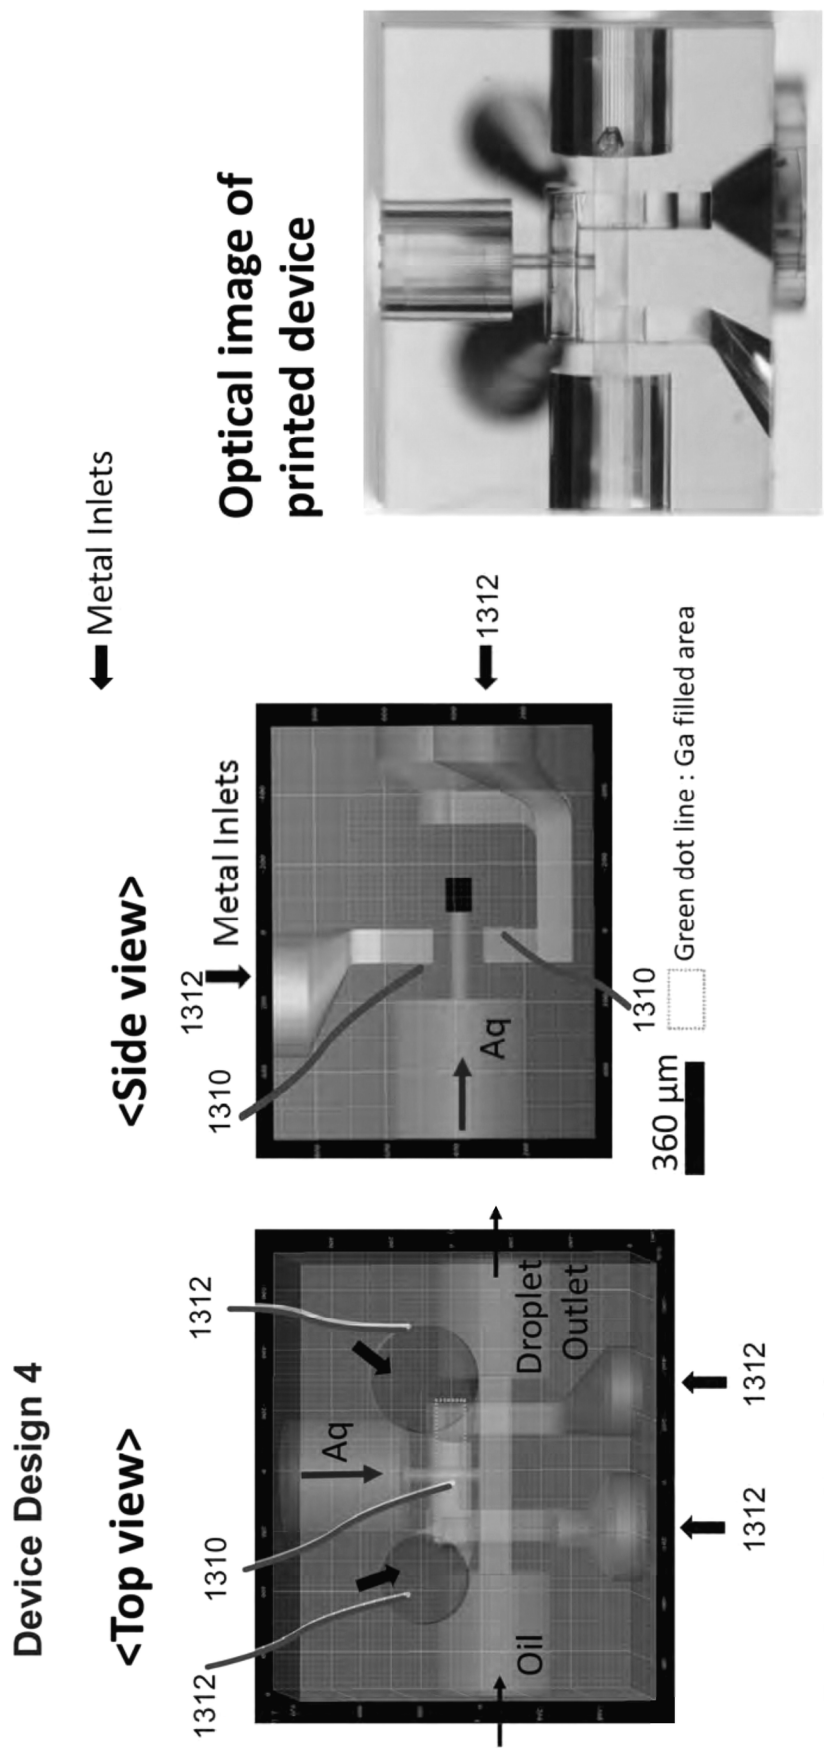 Device Design 4
<Top view>
1312
1310
1312
Aq
Oil
Droplet
Outlet
1312
1312
<Side view>
1312
Metal Inlets
1310
Aq
1310
1312
360 µm
Green dot line : Ga filled area
Metal Inlets
Optical image of
printed device